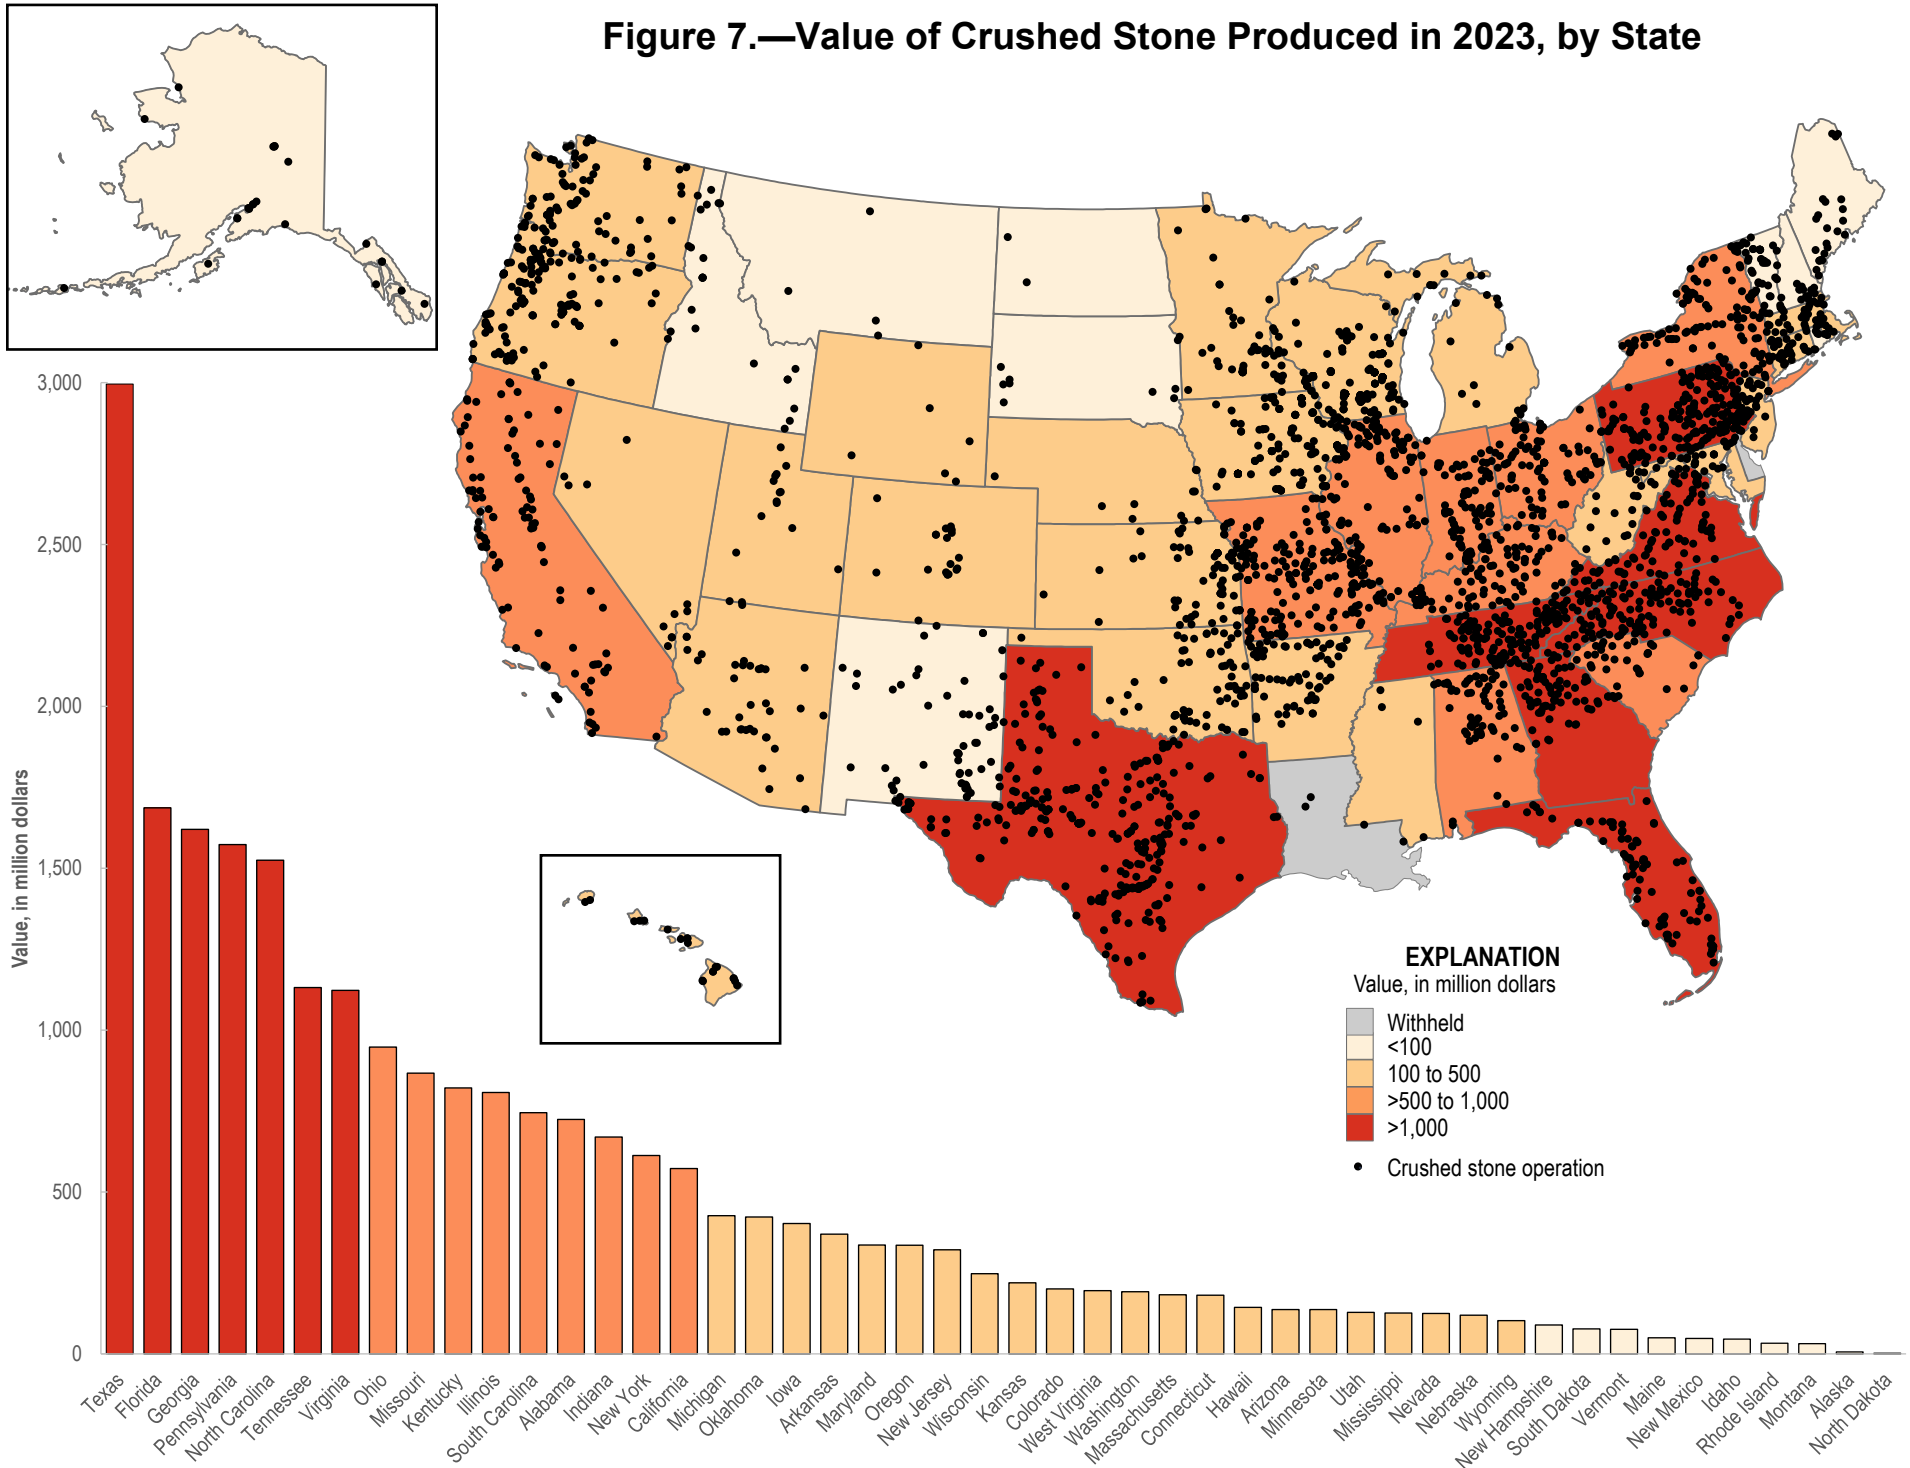 Figure 7.—Value of Crushed Stone Produced in 2023, by State
3,000
2,500
2,000
1,500
1,000
500
0
Value, in million dollars
EXPLANATION
Value, in million dollars
Withheld
<100
100 to 500
>500 to 1,000
>1,000
Crushed stone operation
Texas
Florida
Georgia
Pennsylvania
North Carolina
Tennessee
Virginia
Ohio
Missouri
Kentucky
Illinois
South Carolina
Alabama
Indiana
New York
California
Michigan
Oklahoma
Iowa
Arkansas
Maryland
Oregon
New Jersey
Wisconsin
Kansas
Colorado
West Virginia
Washington
Massachusetts
Connecticut
Hawaii
Arizona
Minnesota
Utah
Mississippi
Nevada
Nebraska
Wyoming
New Hampshire
South Dakota
Vermont
Maine
New Mexico
Idaho
Rhode Island
Montana
Alaska
North Dakota